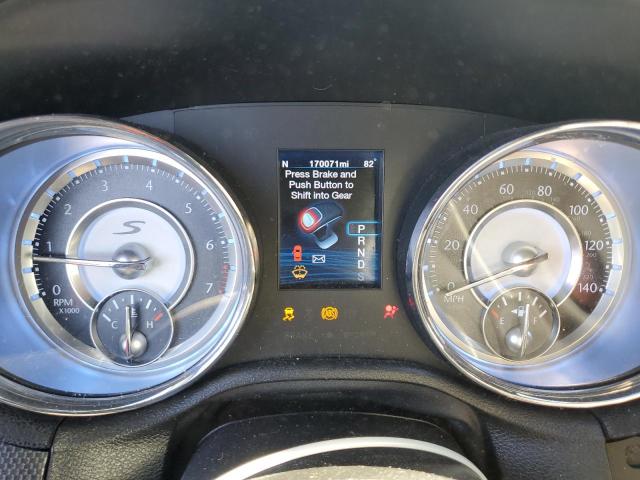 N 170071mi 82°
Press Brake and
Push Button to
Shift into Gear
P
R
N
D
S
0 1 2 3 4 5 6 7
RPM
X1000
S
C H
0 20 40 60 80 100 120 140
MPH
E F
ABS